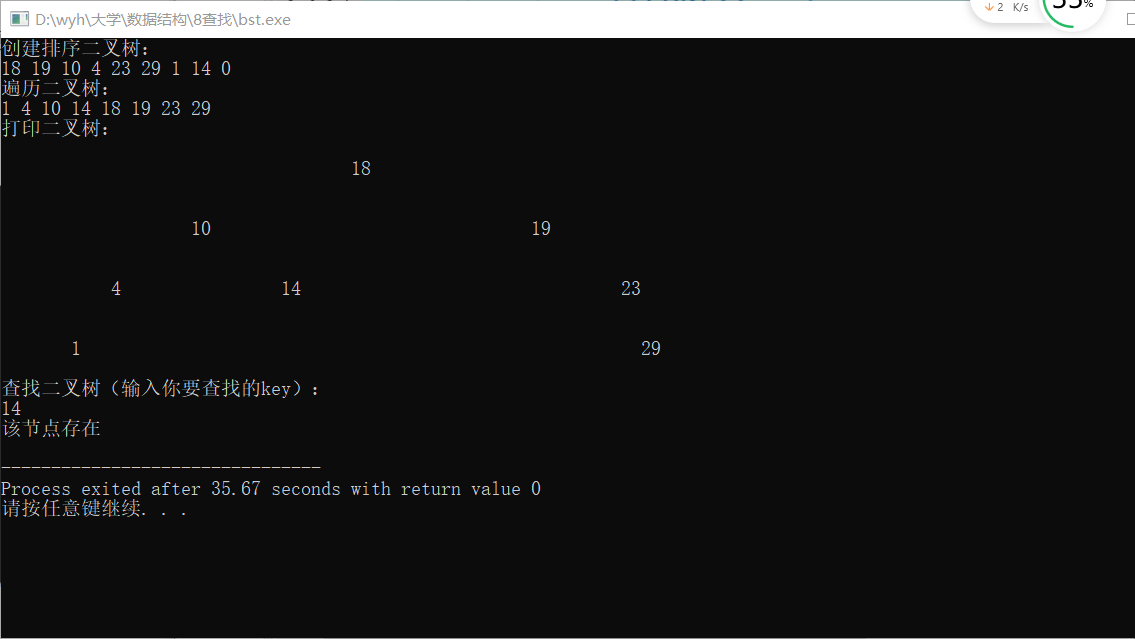 D:\wyh\大学\数据结构\8查找\bst.exe
2 K/s
%
创建排序二叉树：
18 19 10 4 23 29 1 14 0
遍历二叉树：
1 4 10 14 18 19 23 29
打印二叉树：
18
10 19
4 14 23
1 29
查找二叉树（输入你要查找的key）：
14
该节点存在
--------------------------------
Process exited after 35.67 seconds with return value 0
请按任意键继续. . .